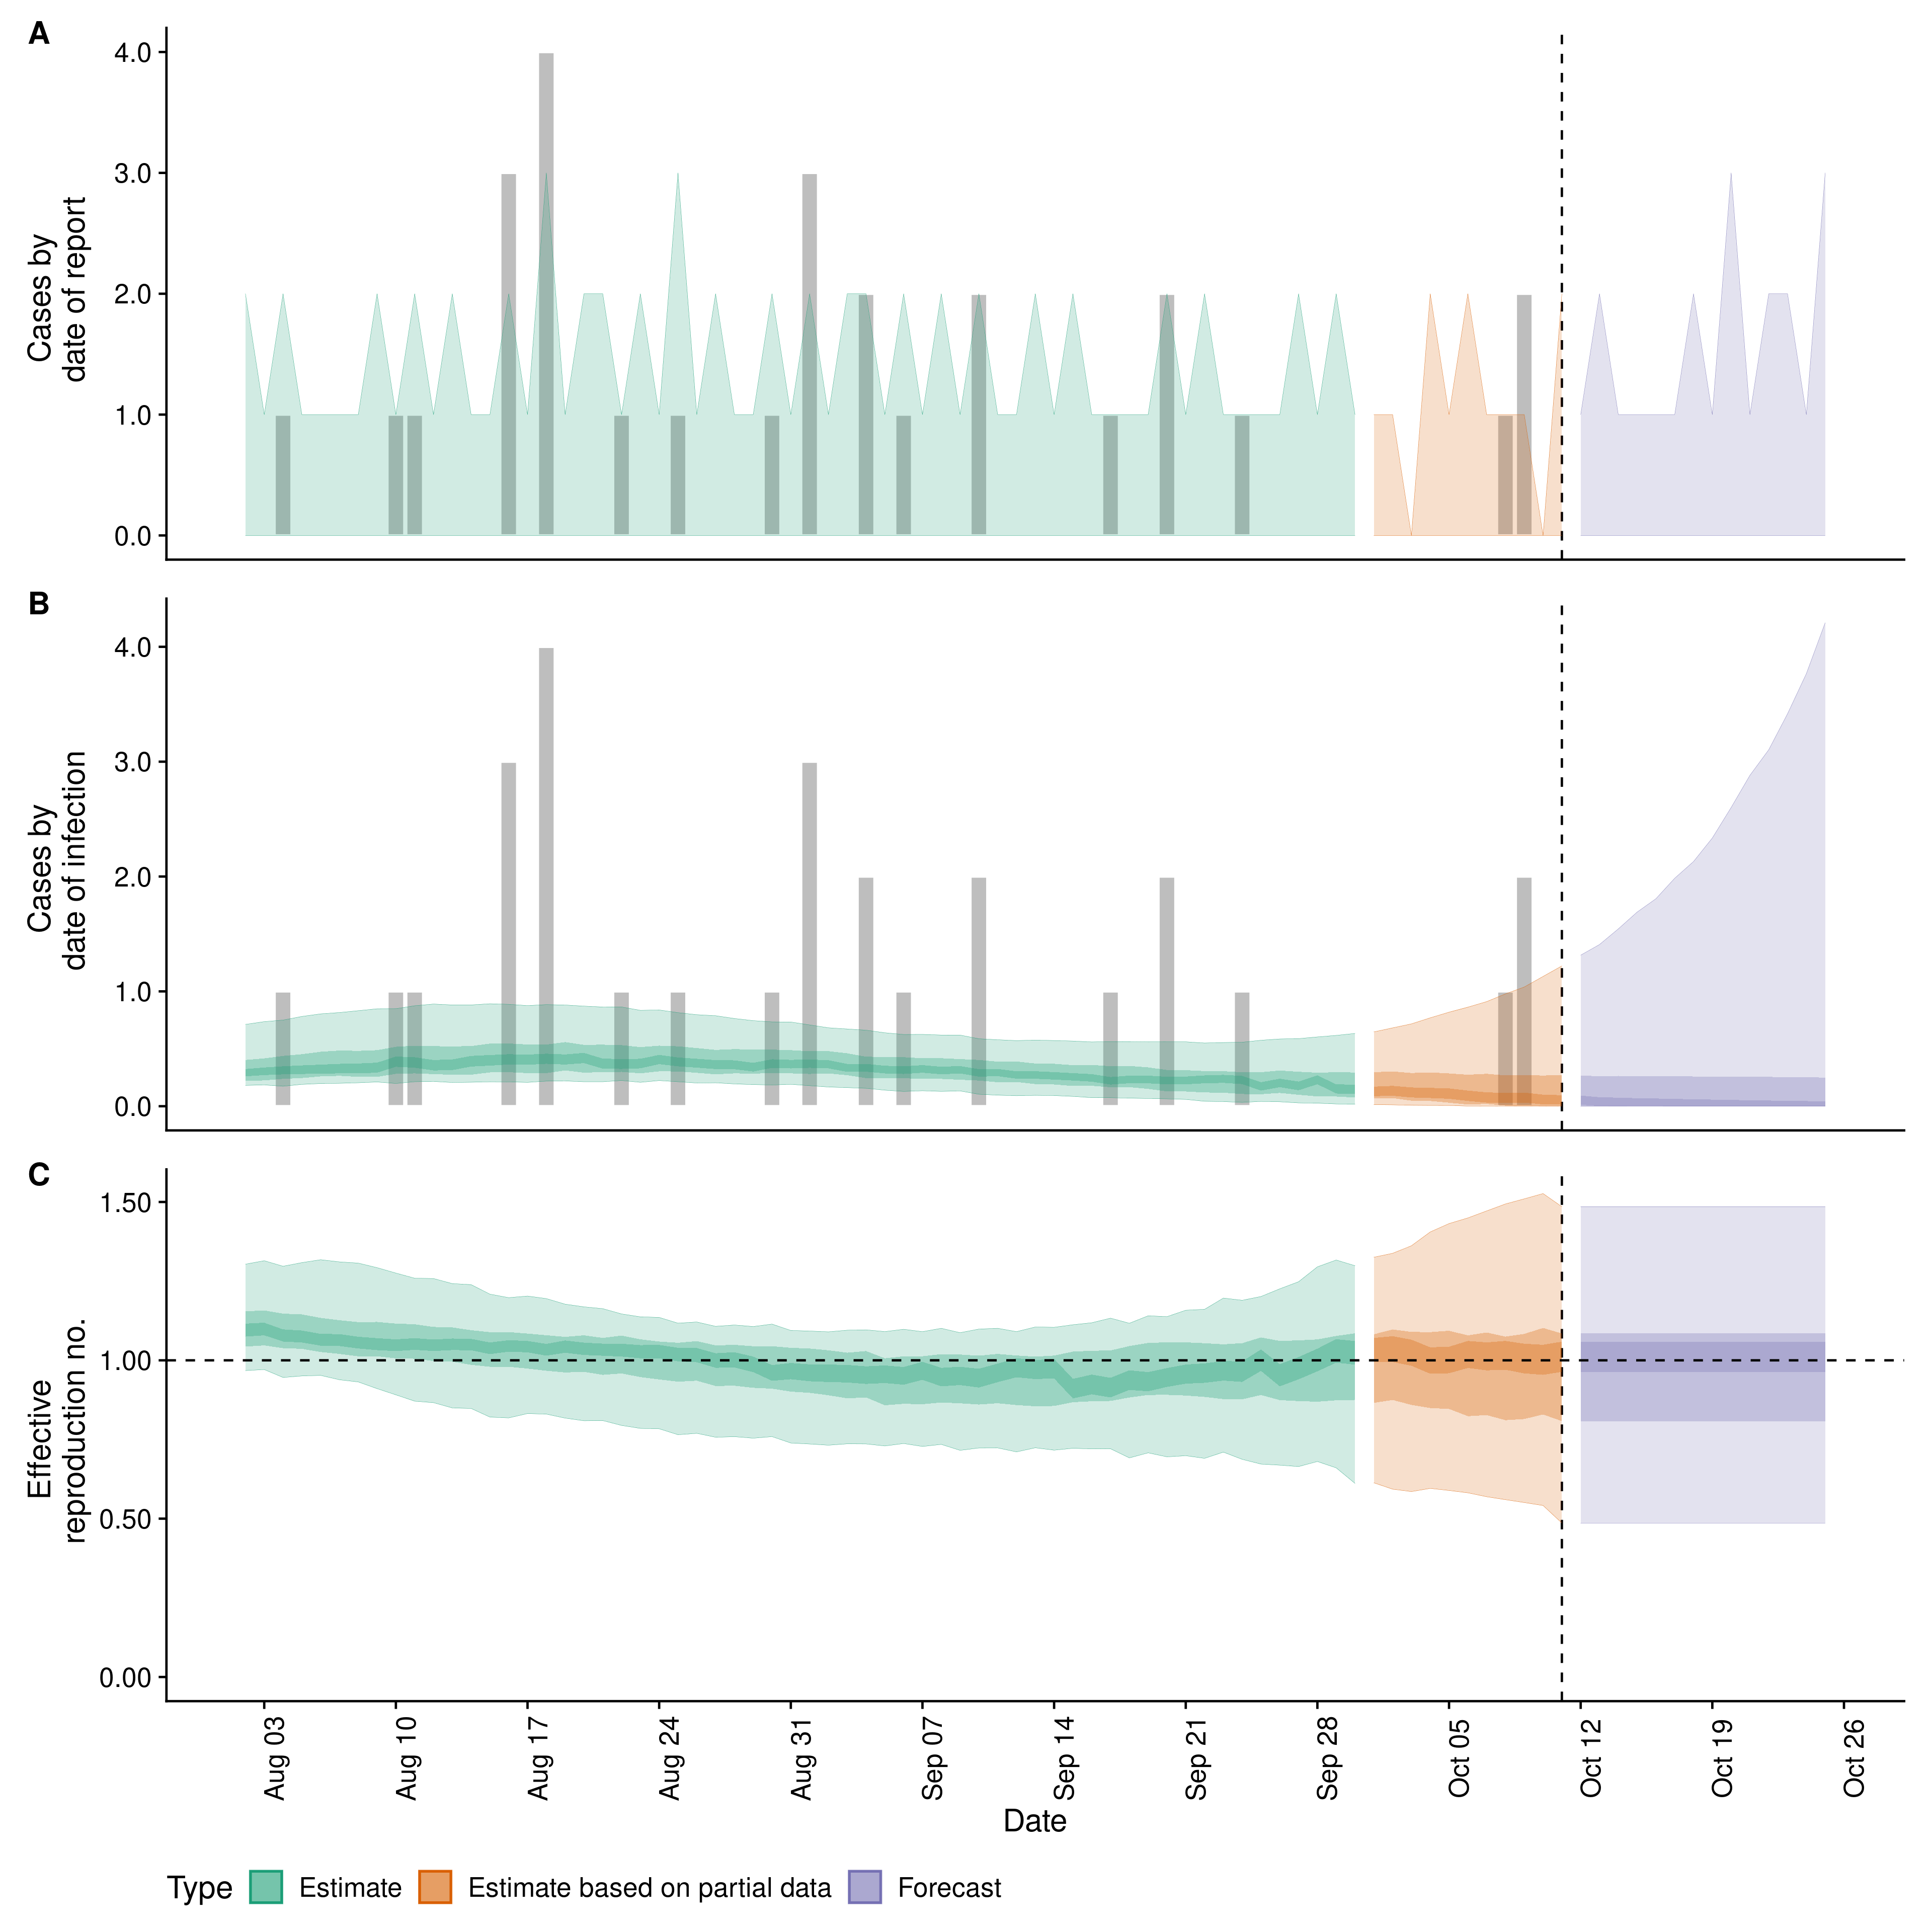 A
4.0
3.0
2.0
1.0
0.0
Cases by
date of report
B
4.0
3.0
2.0
1.0
0.0
Cases by
date of infection
C
1.50
1.00
0.50
0.00
Effective
reproduction no.
Aug 03
Aug 10
Aug 17
Aug 24
Aug 31
Sep 07
Sep 14
Sep 21
Sep 28
Oct 05
Oct 12
Oct 19
Oct 26
Date
Type Estimate Estimate based on partial data Forecast